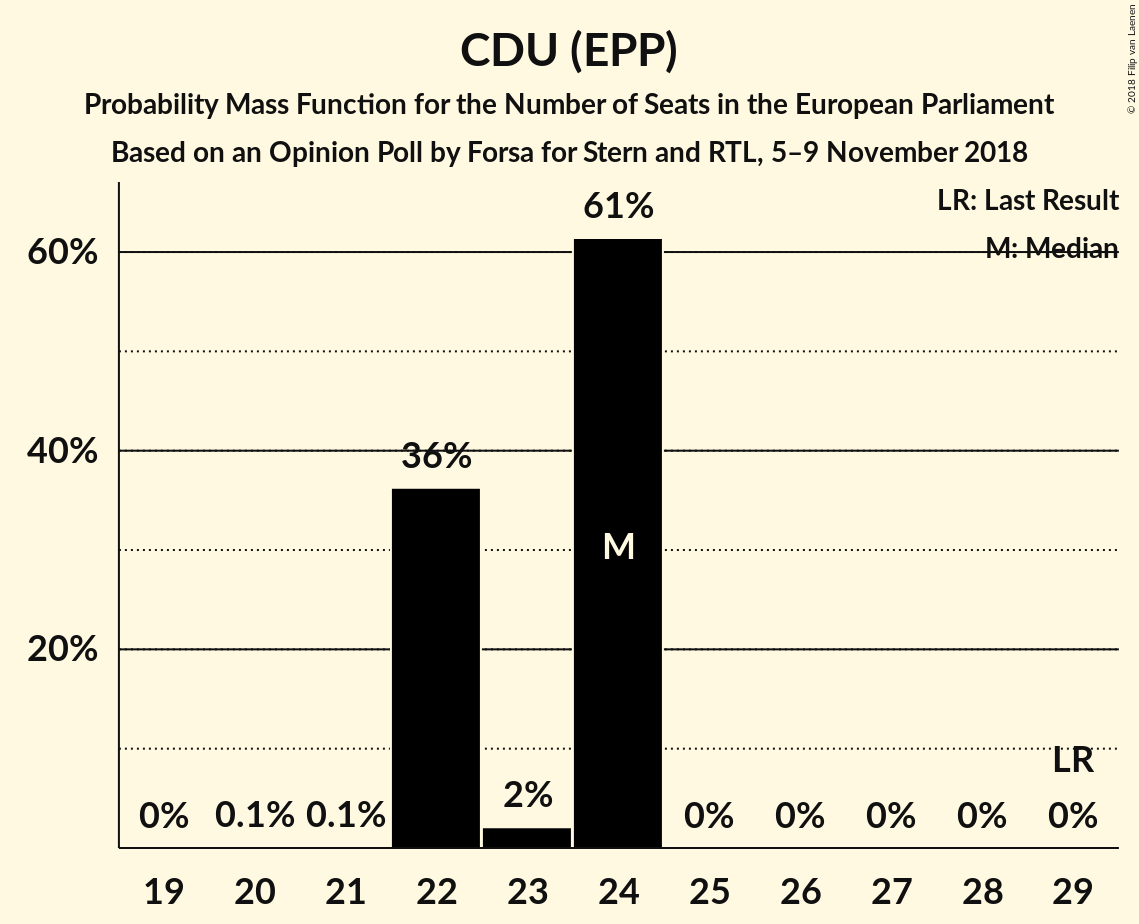 CDU (EPP)
Probability Mass Function for the Number of Seats in the European Parliament
Based on an Opinion Poll by Forsa for Stern and RTL, 5–9 November 2018
© 2018 Filip van Laenen
LR: Last Result
M: Median
60%
40%
20%
0%
0.1%
0.1%
36%
2%
61%
M
0%
0%
0%
0%
LR
0%
19 20 21 22 23 24 25 26 27 28 29